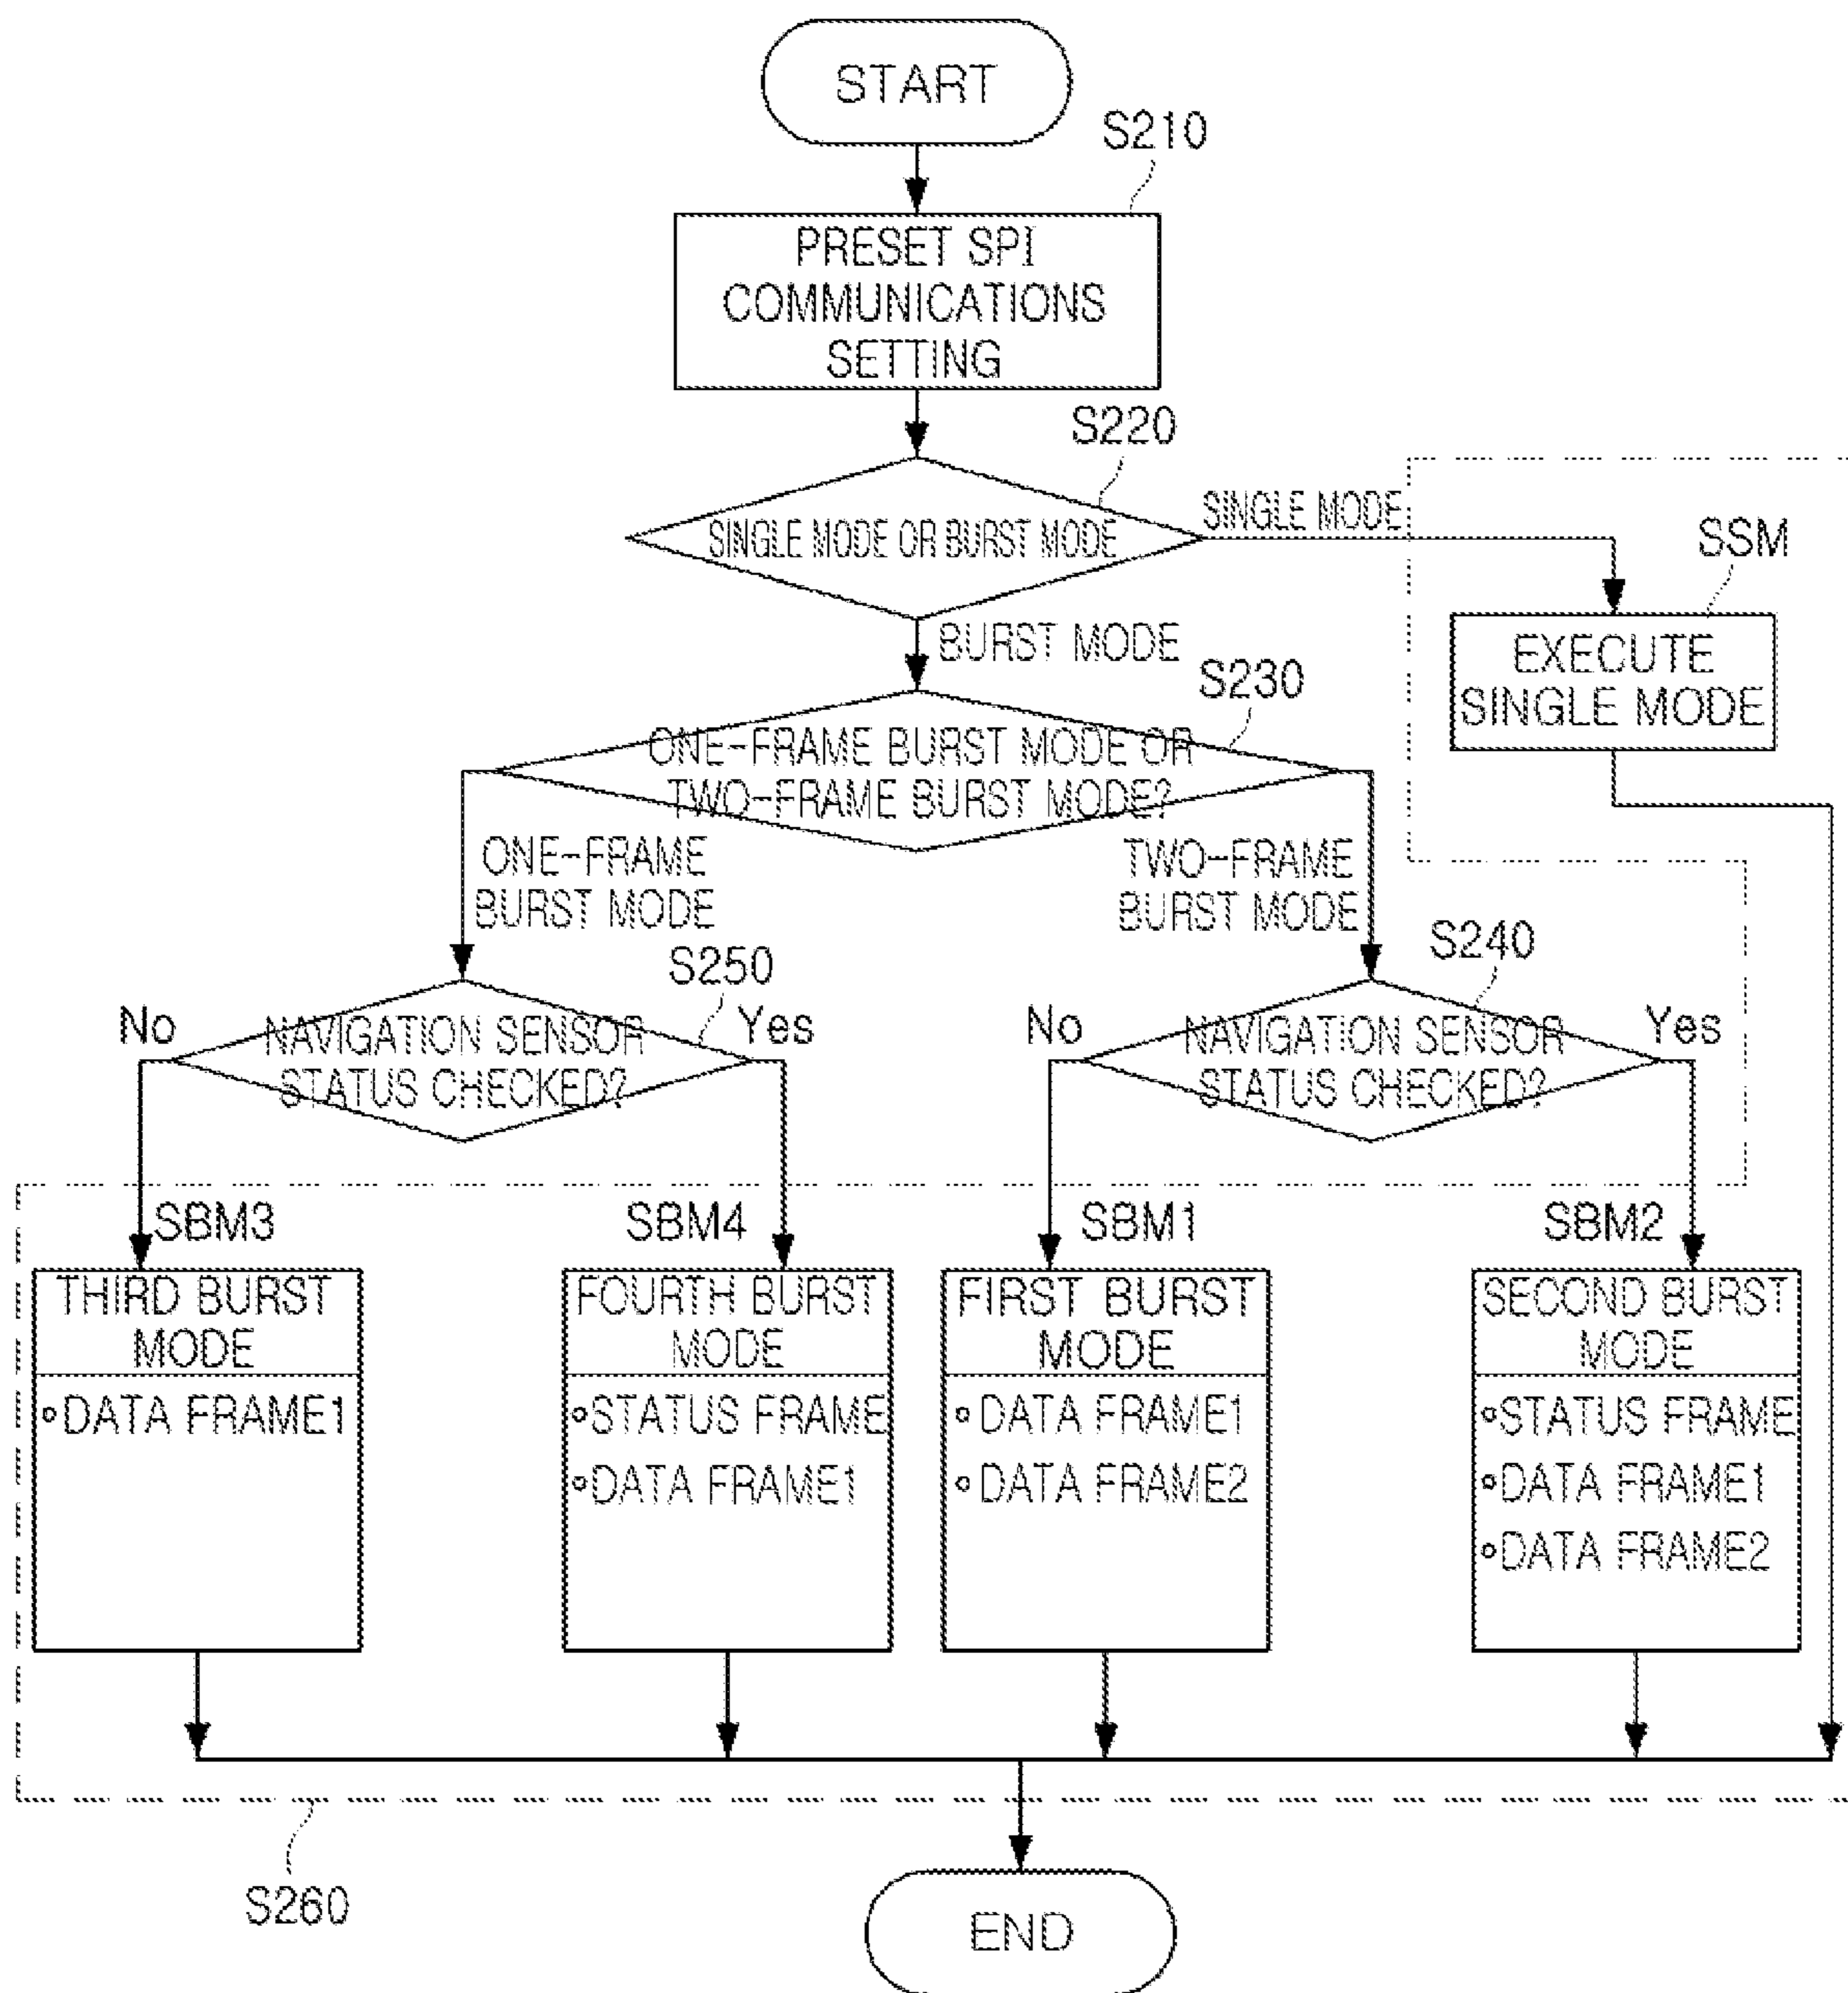 START
S210
PRESET SPI
COMMUNICATIONS
SETTING
S220
SINGLE MODE OR BURST MODE
SINGLE MODE
SSM
EXECUTE
SINGLE MODE
BURST MODE
S230
ONE-FRAME BURST MODE OR
TWO-FRAME BURST MODE?
ONE-FRAME
BURST MODE
TWO-FRAME
BURST MODE
S250
No
NAVIGATION SENSOR
STATUS CHECKED?
Yes
S240
No
NAVIGATION SENSOR
STATUS CHECKED?
Yes
SBM3
THIRD BURST
MODE
∘DATA FRAME1
SBM4
FOURTH BURST
MODE
∘STATUS FRAME
∘DATA FRAME1
SBM1
FIRST BURST
MODE
∘DATA FRAME1
∘DATA FRAME2
SBM2
SECOND BURST
MODE
∘STATUS FRAME
∘DATA FRAME1
∘DATA FRAME2
S260
END